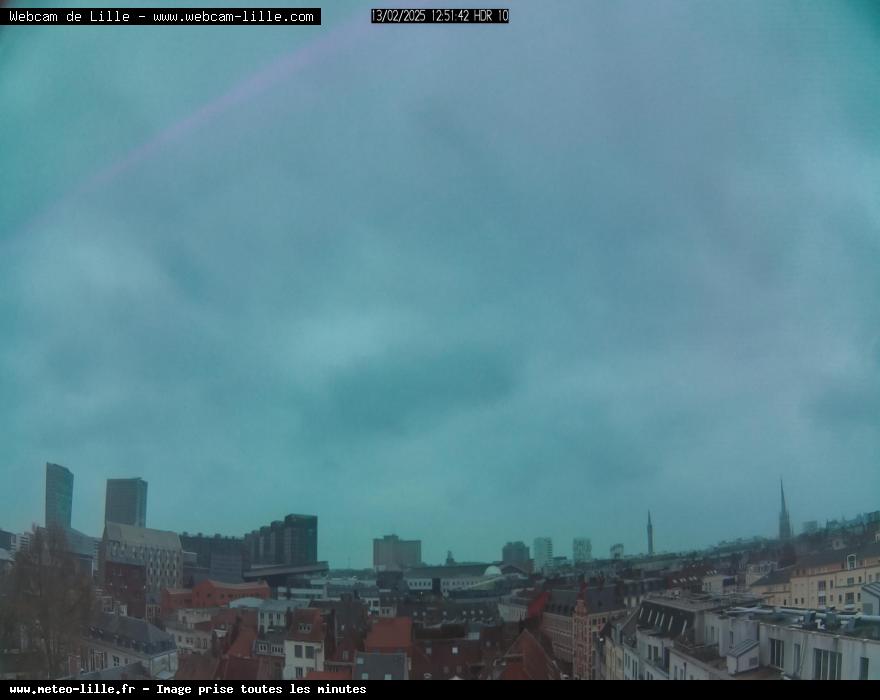 Webcam de Lille - www.webcam-lille.com
13/02/2025 12:51:42 HDR 10
www.meteo-lille.fr - Image prise toutes les minutes